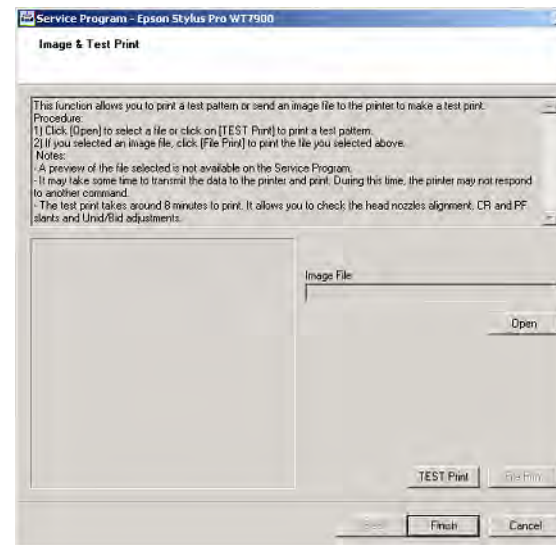 Service Program - Epson Stylus Pro WT7900
Image & Test Print
This function allows you to print a test pattern or send an image file to the printer to make a test print.
Procedure:
1) Click [Open] to select a file or click on [TEST Print] to print a test pattern.
2) If you selected an image file, click [File Print] to print the file you selected above.
Notes:
- A preview of the file selected is not available on the Service Program.
- It may take some time to transmit the data to the printer and print. During this time, the printer may not respond
to another command.
- The test print takes around 8 minutes to print. It allows you to check the head nozzles alignment, CR and PF
slants and Unid/Bid adjustments.
Image File
Open
TEST Print File Print
Finish Cancel